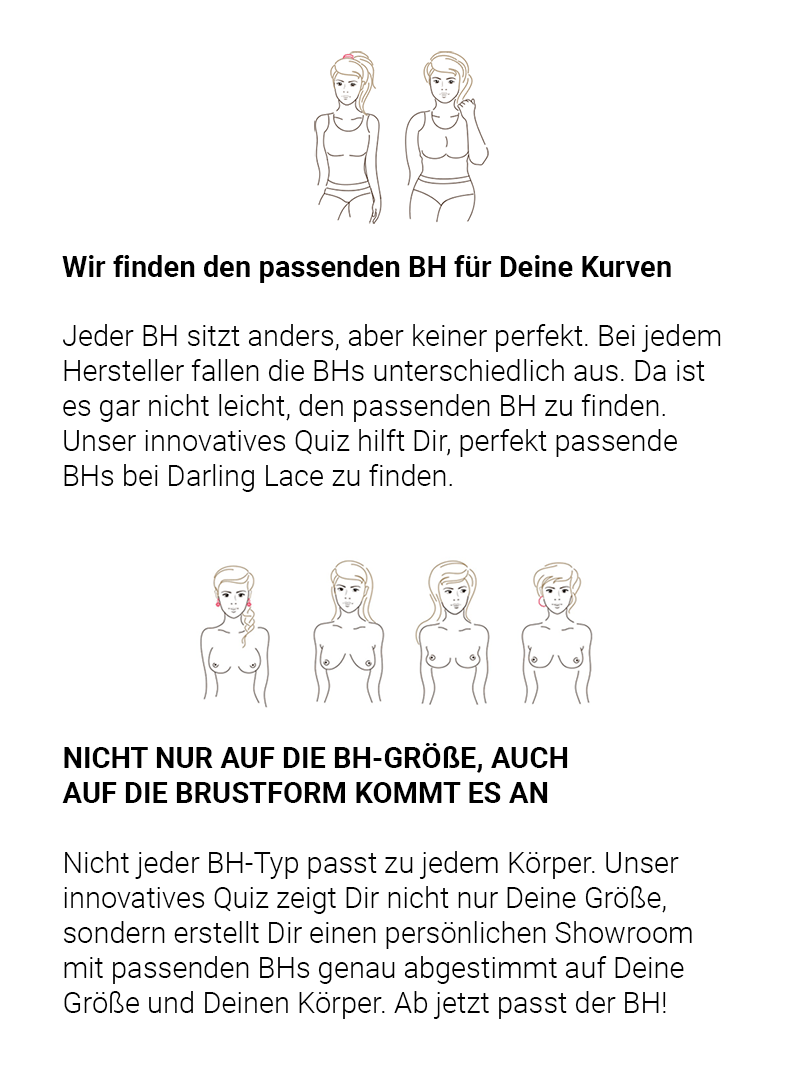 Wir finden den passenden BH für Deine Kurven
Jeder BH sitzt anders, aber keiner perfekt. Bei jedem
Hersteller fallen die BHs unterschiedlich aus. Da ist
es gar nicht leicht, den passenden BH zu finden.
Unser innovatives Quiz hilft Dir, perfekt passende
BHs bei Darling Lace zu finden.
NICHT NUR AUF DIE BH-GRÖßE, AUCH
AUF DIE BRUSTFORM KOMMT ES AN
Nicht jeder BH-Typ passt zu jedem Körper. Unser
innovatives Quiz zeigt Dir nicht nur Deine Größe,
sondern erstellt Dir einen persönlichen Showroom
mit passenden BHs genau abgestimmt auf Deine
Größe und Deinen Körper. Ab jetzt passt der BH!